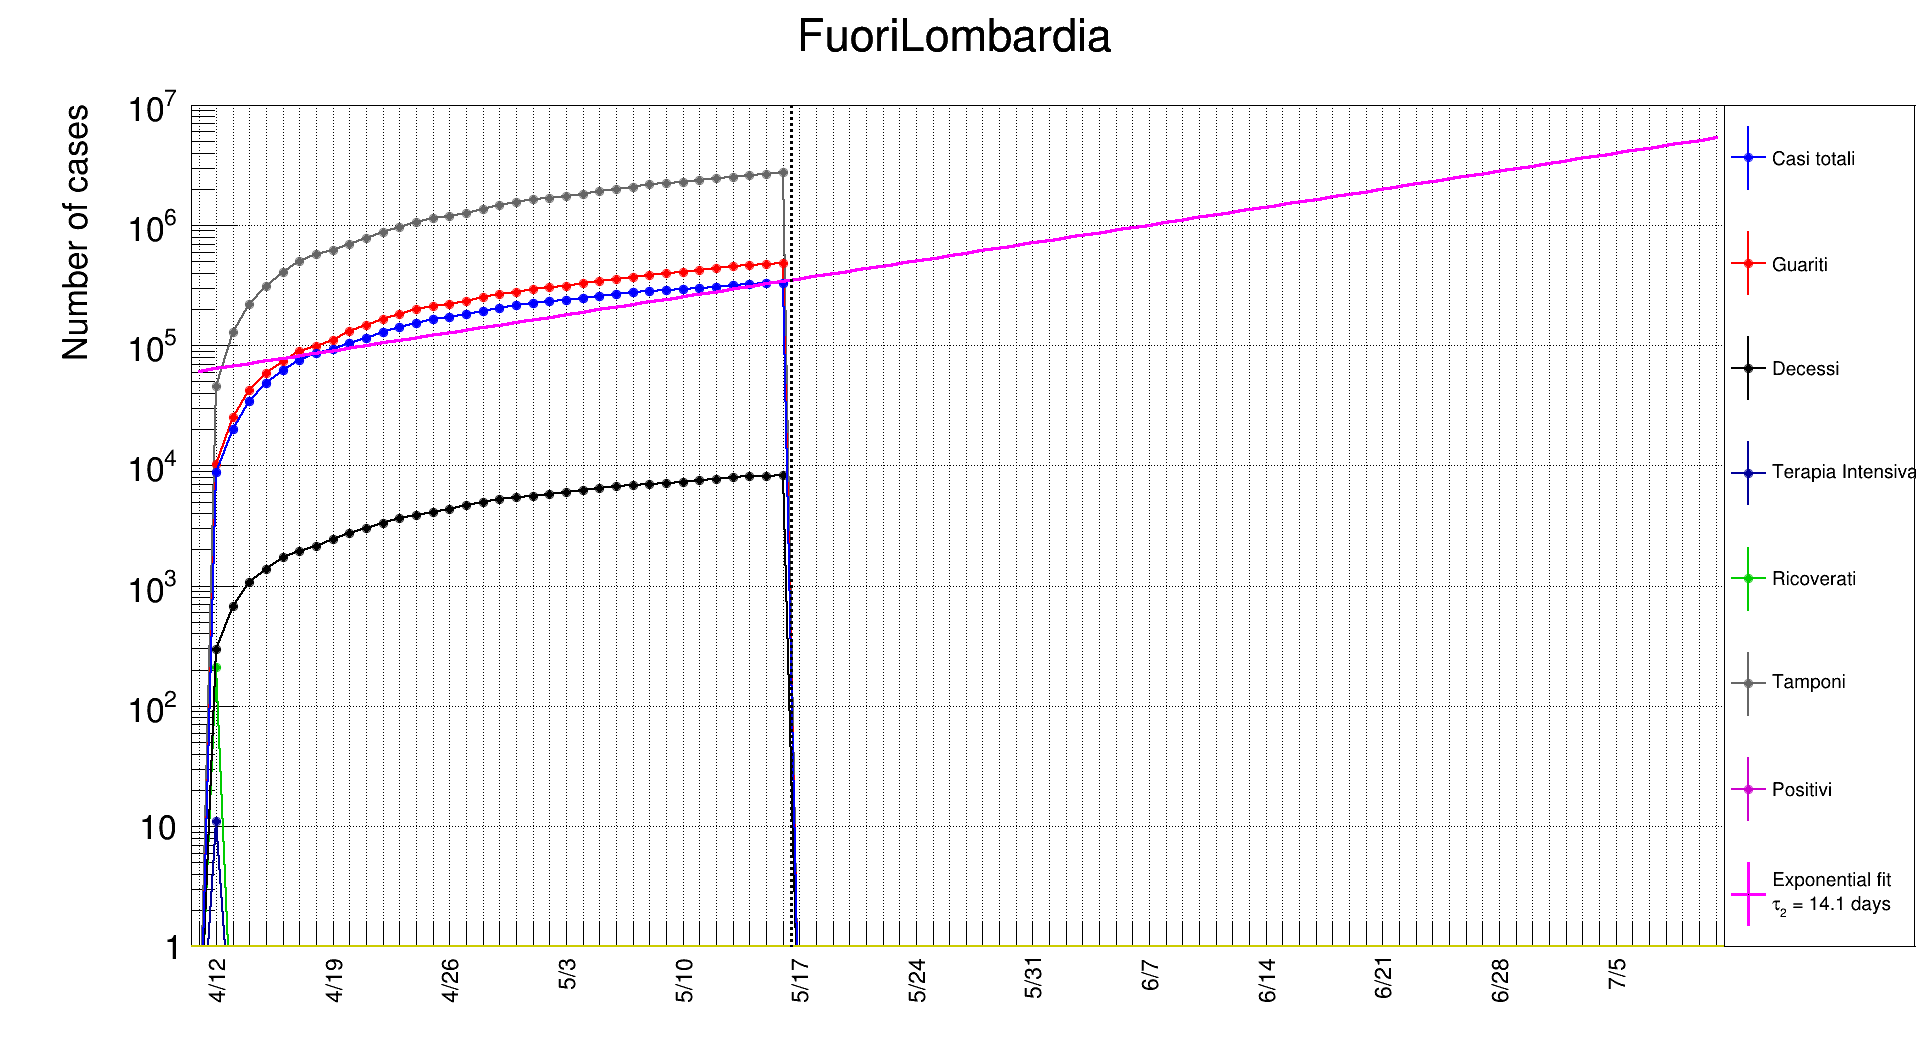 FuoriLombardia
Number of cases
10^7
10^6
10^5
10^4
10^3
10^2
10
1
4/12
4/19
4/26
5/3
5/10
5/17
5/24
5/31
6/7
6/14
6/21
6/28
7/5
Casi totali
Guariti
Decessi
Terapia Intensiva
Ricoverati
Tamponi
Positivi
Exponential fit
τ_2 = 14.1 days